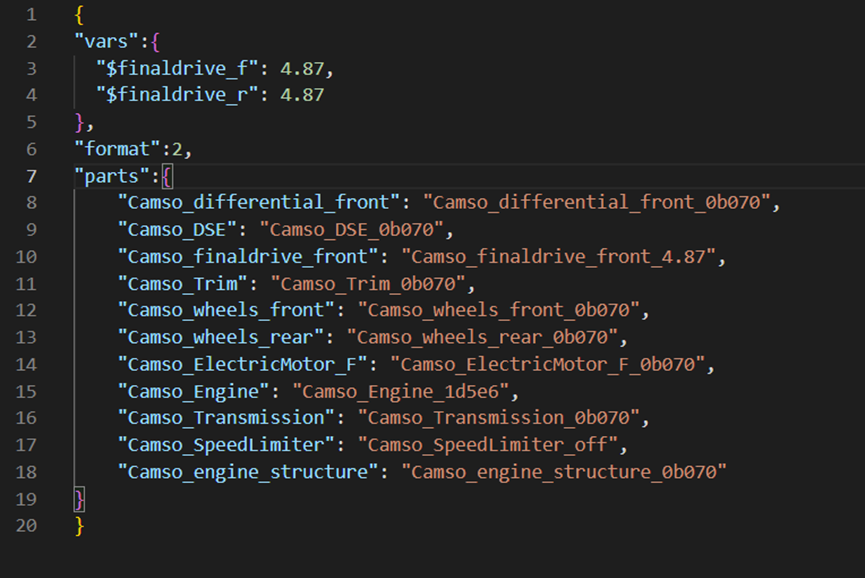 1 {
2 "vars":{
3 "$finaldrive_f": 4.87,
4 "$finaldrive_r": 4.87
5 },
6 "format":2,
7 "parts":{
8 "Camso_differential_front": "Camso_differential_front_0b070",
9 "Camso_DSE": "Camso_DSE_0b070",
10 "Camso_finaldrive_front": "Camso_finaldrive_front_4.87",
11 "Camso_Trim": "Camso_Trim_0b070",
12 "Camso_wheels_front": "Camso_wheels_front_0b070",
13 "Camso_wheels_rear": "Camso_wheels_rear_0b070",
14 "Camso_ElectricMotor_F": "Camso_ElectricMotor_F_0b070",
15 "Camso_Engine": "Camso_Engine_1d5e6",
16 "Camso_Transmission": "Camso_Transmission_0b070",
17 "Camso_SpeedLimiter": "Camso_SpeedLimiter_off",
18 "Camso_engine_structure": "Camso_engine_structure_0b070"
19 }
20 }